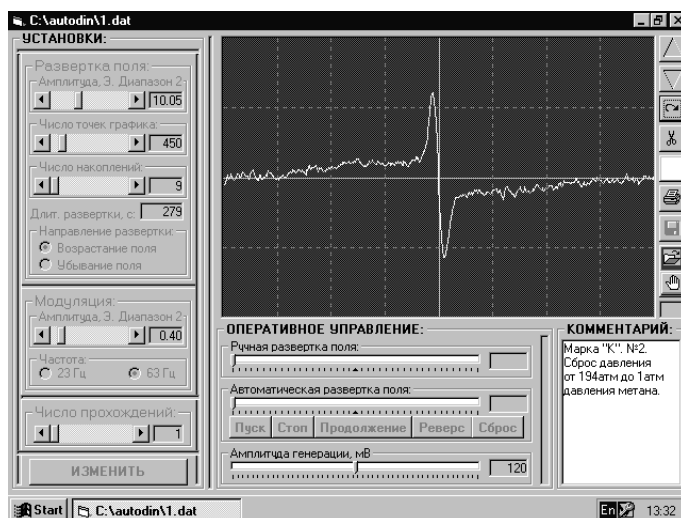 C:\autodin\1.dat
УСТАНОВКИ:
Развертка поля:
Амплитуда, Э. Диапазон 2
10.05
Число точек графика:
450
Число накоплений:
9
Длит. развертки, с: 279
Направление развертки:
Возрастание поля
Убывание поля
Модуляция:
Амплитуда, Э. Диапазон 2
0.40
Частота:
23 Гц 63 Гц
Число прохождений:
1
ИЗМЕНИТЬ
ОПЕРАТИВНОЕ УПРАВЛЕНИЕ:
Ручная развертка поля:
Автоматическая развертка поля:
Пуск Стоп Продолжение Реверс Сброс
Амплитуда генерации, мВ
120
КОММЕНТАРИЙ:
Марка "К". №2.
Сброс давления
от 194атм до 1атм
давления метана.
Start C:\autodin\1.dat En 13:32